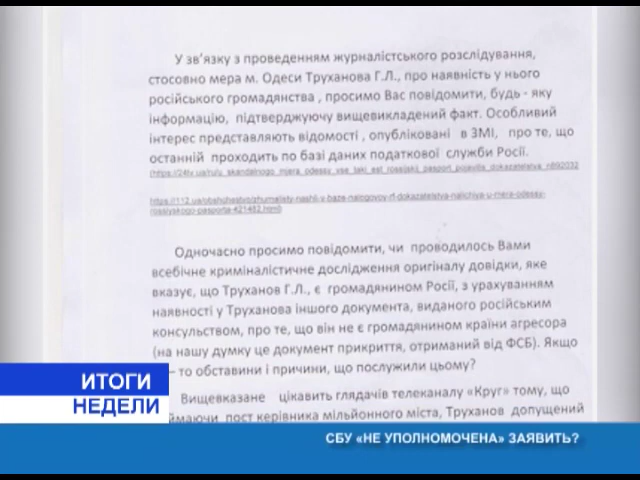 У зв'язку з проведенням журналістського розслідування,
стосовно мера м. Одеси Труханова Г.Л., про наявність у нього
російського громадянства , просимо Вас повідомити, будь - яку
інформацію, підтверджуючу вищевикладений факт. Особливий
інтерес представляють відомості , опубліковані в ЗМІ, про те, що
останній проходить по базі даних податкової служби Росії.
Одночасно просимо повідомити, чи проводилось Вами
всебічне криміналістичне дослідження оригіналу довідки, яке
вказує, що Труханов Г.Л., є громадянином Росії, з урахуванням
наявності у Труханова іншого документа, виданого російським
консульством, про те, що він не є громадянином країни агресора
(на нашу думку це документ прикриття, отриманий від ФСБ). Якщо
– то обставини і причини, що послужили цьому?
Вищевказане цікавить глядачів телеканалу «Круг» тому, що
пост керівника мільйонного міста, Труханов допущений
ИТОГИ
НЕДЕЛИ
СБУ «НЕ УПОЛНОМОЧЕНА» ЗАЯВИТЬ?